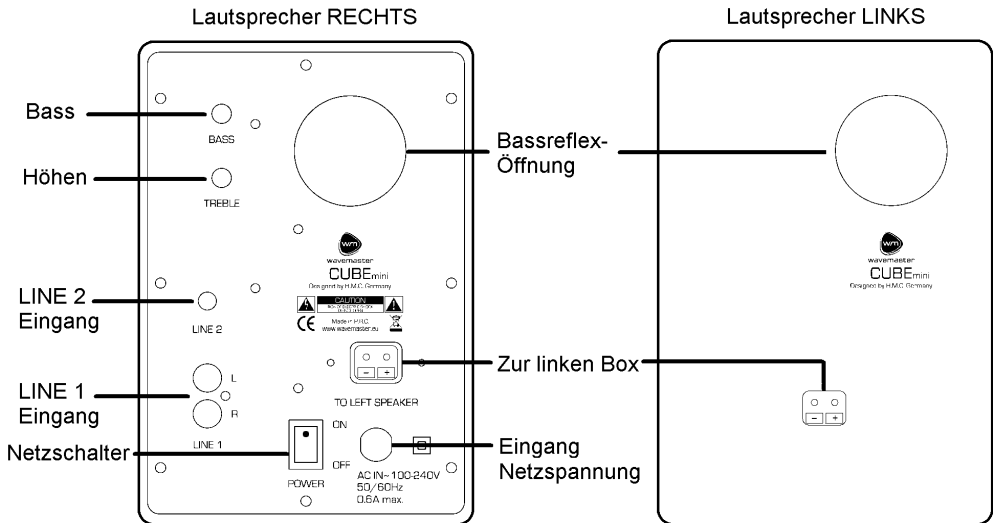 Lautsprecher RECHTS
Lautsprecher LINKS
Bass
BASS
Höhen
TREBLE
Bassreflex-
Öffnung
wm
wavemaster
CUBEmini
Designed by H.M.C. Germany
wm
wavemaster
CUBEmini
Designed by H.M.C. Germany
LINE 2
Eingang
LINE 2
CAUTION
CE
Made in P.R.C.
www.wavemaster.eu
- +
TO LEFT SPEAKER
Zur linken Box
- +
LINE 1
Eingang
L
R
LINE 1
Netzschalter
ON
OFF
POWER
Eingang
Netzspannung
AC IN~100-240V
50/60Hz
0.6A max.